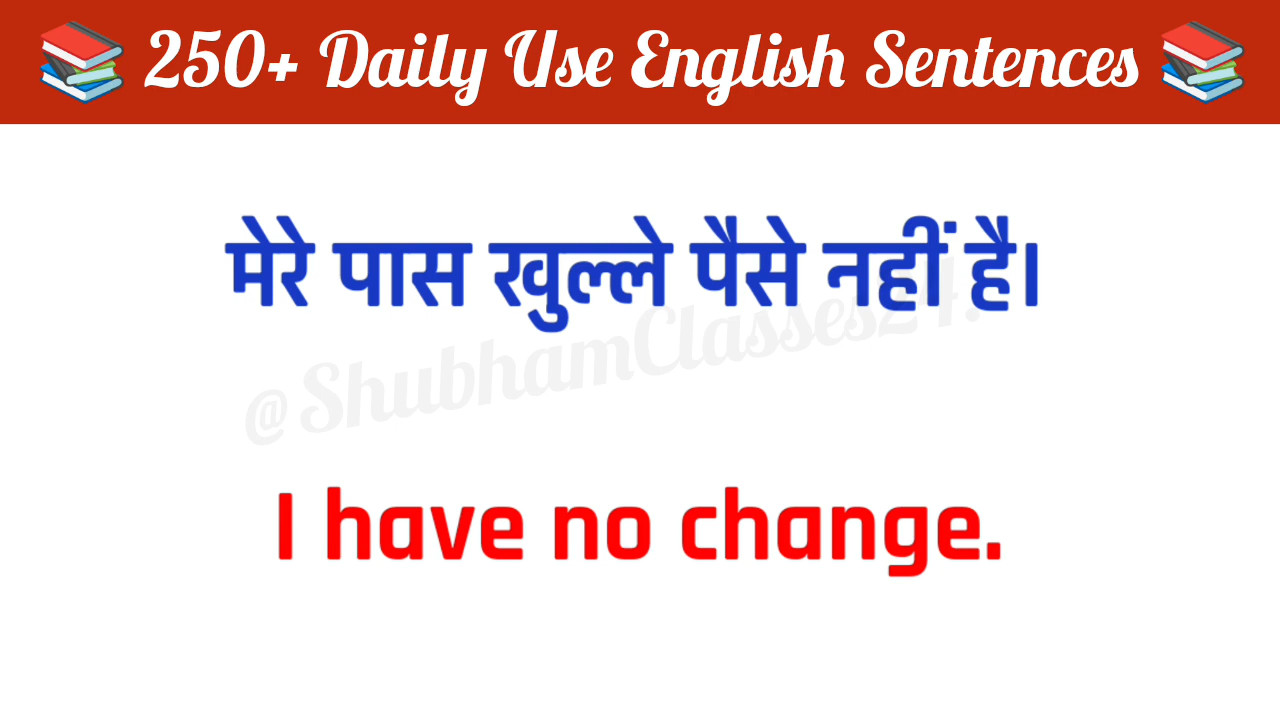 📚 250+ Daily Use English Sentences 📚
मेरे पास खुल्ले पैसे नहीं है।
@ShubhamClasses24.
I have no change.